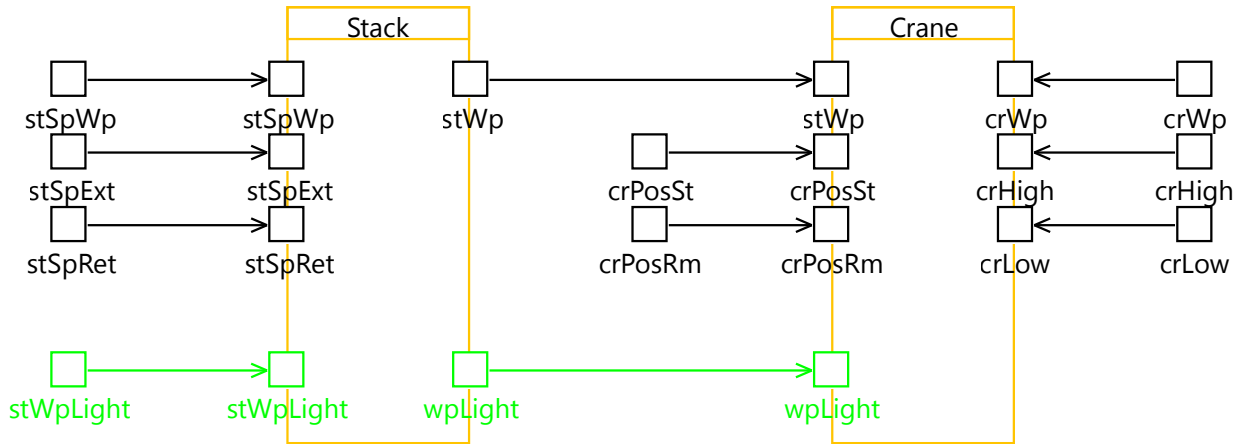 Stack Crane
stSpWp stSpWp stWp stWp crWp crWp
stSpExt stSpExt crPosSt crPosSt crHigh crHigh
stSpRet stSpRet crPosRm crPosRm crLow crLow
stWpLight stWpLight wpLight wpLight